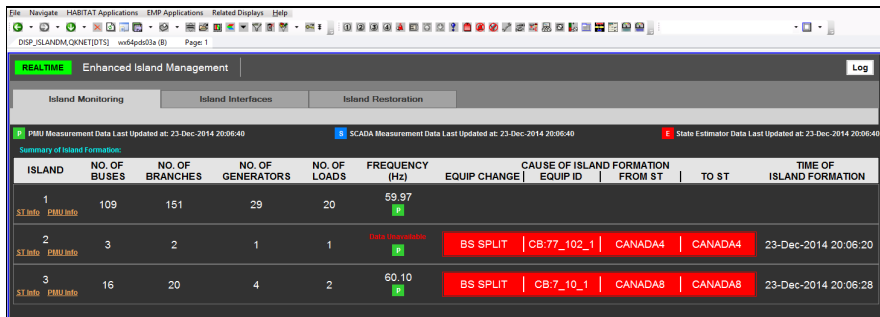 File Navigate HABITAT Applications EMP Applications Related Displays Help
DISP_ISLANDM,QKNET[DTS] wx64pds03a (B) Page: 1
REALTIME Enhanced Island Management Log
Island Monitoring Island Interfaces Island Restoration
P PMU Measurement Data Last Updated at: 23-Dec-2014 20:06:40 S SCADA Measurement Data Last Updated at: 23-Dec-2014 20:06:40 E State Estimator Data Last Updated at: 23-Dec-2014 20:06:40
Summary of Island Formation:
ISLAND NO. OF BUSES NO. OF BRANCHES NO. OF GENERATORS NO. OF LOADS FREQUENCY (Hz) CAUSE OF ISLAND FORMATION TIME OF ISLAND FORMATION
EQUIP CHANGE EQUIP ID FROM ST TO ST
1 109 151 29 20 59.97
ST Info PMU Info P
2 3 2 1 1 Data Unavailable BS SPLIT CB:77_102_1 CANADA4 CANADA4 23-Dec-2014 20:06:20
ST Info PMU Info P
3 16 20 4 2 60.10 BS SPLIT CB:7_10_1 CANADA8 CANADA8 23-Dec-2014 20:06:28
ST Info PMU Info P